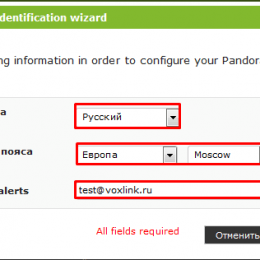 dentification wizard
ng information in order to configure your Pandor
а
Русский
пояса
Европа Moscow
alerts
test@voxlink.ru
All fields required
Отменить